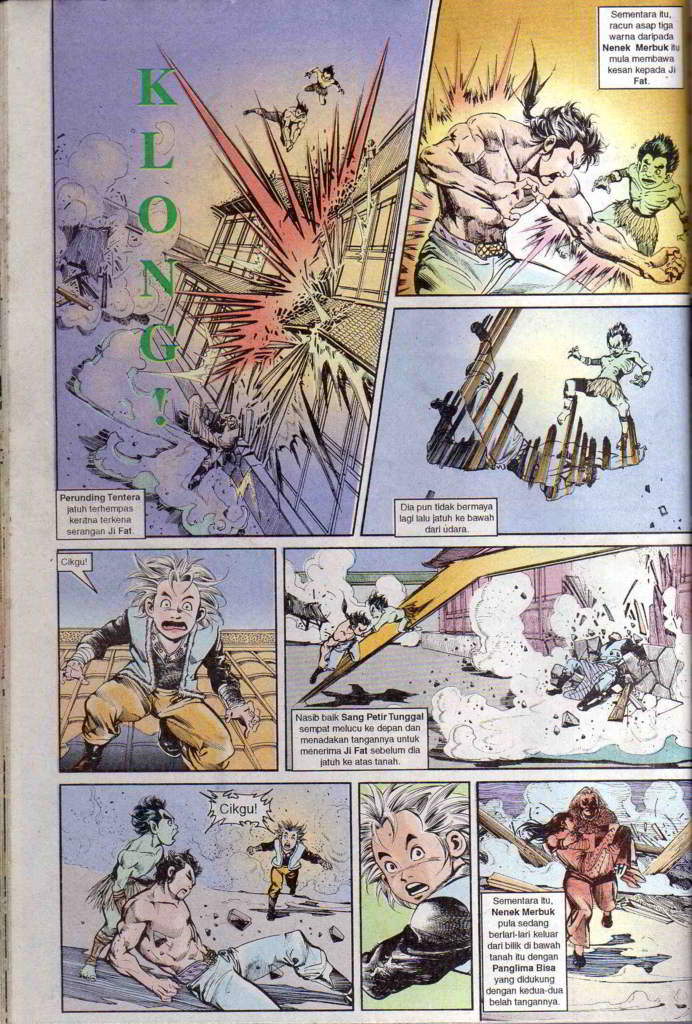 KLONG!
Perunding Tentera
jatuh terhempas
kerana terkena
serangan Ji Fat.
Sementara itu,
racun asap tiga
warna daripada
Nenek Merbuk itu
mula membawa
kesan kepada Ji
Fat.
Dia pun tidak bermaya
lagi lalu jatuh ke bawah
dari udara.
Cikgu!
Nasib baik Sang Petir Tunggal
sempat melucu ke depan dan
menadakan tangannya untuk
menerima Ji Fat sebelum dia
jatuh ke atas tanah.
Cikgu!
Sementara itu,
Nenek Merbuk
pula sedang
berlari-lari keluar
dari bilik di bawah
tanah itu dengan
Panglima Bisa
yang didukung
dengan kedua-dua
belah tangannya.